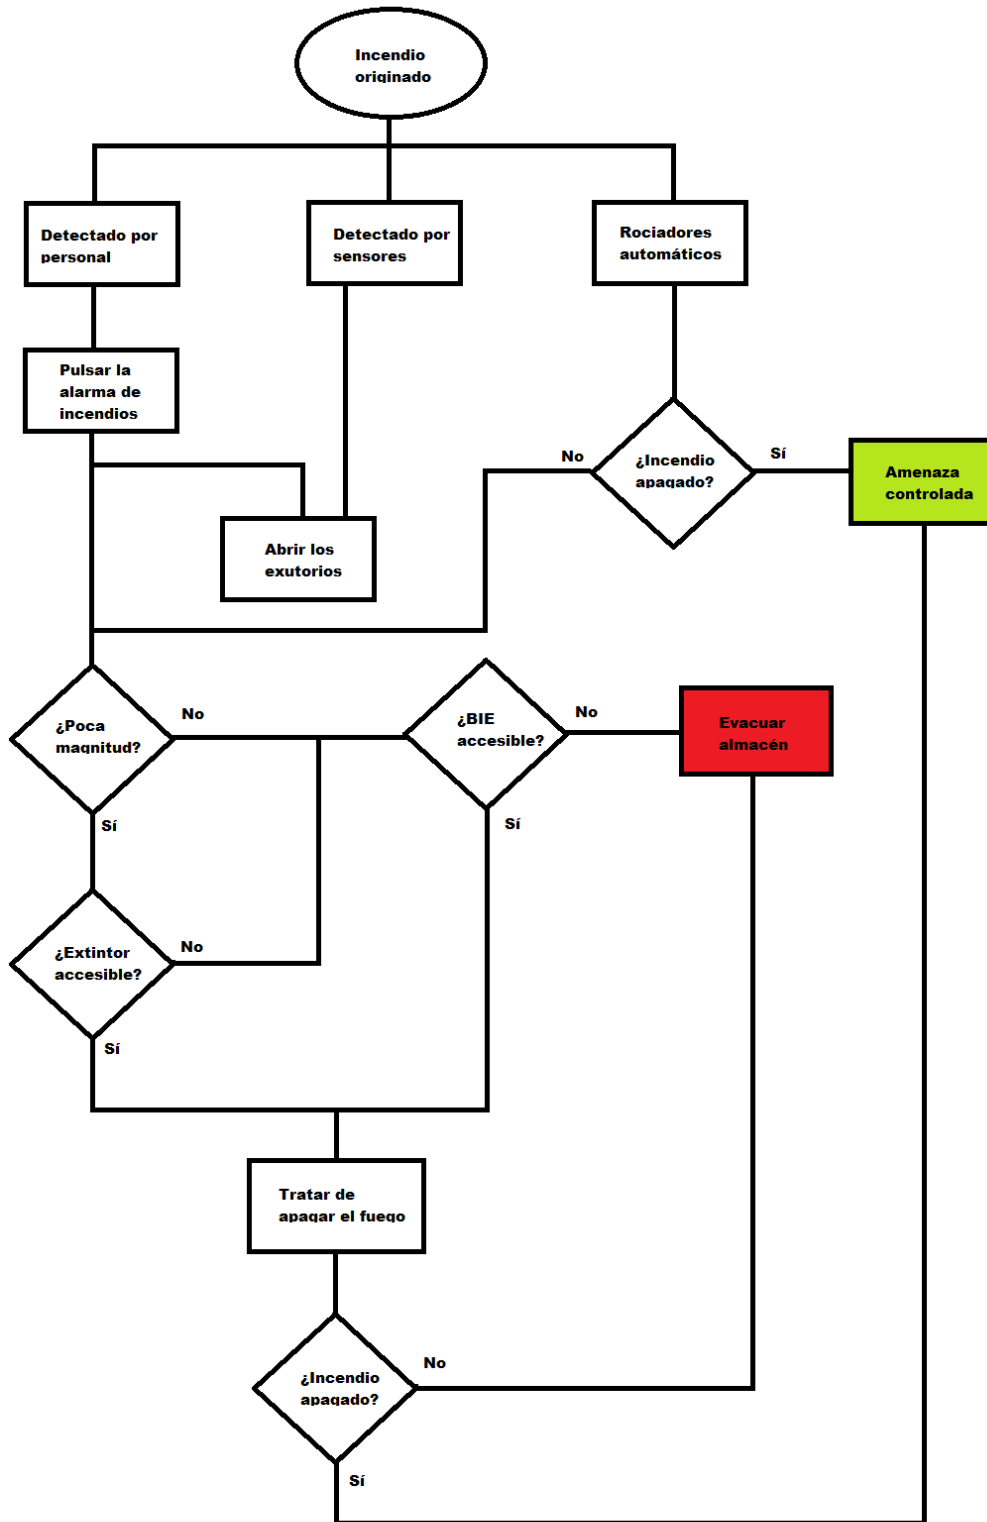 Incendio
originado
Detectado por
personal
Detectado por
sensores
Rociadores
automáticos
Pulsar la
alarma de
incendios
No
¿Incendio
apagado?
Sí
Amenaza
controlada
Abrir los
exutorios
¿Poca
magnitud?
No
¿BIE
accesible?
No
Evacuar
almacén
Sí
Sí
¿Extintor
accesible?
No
Sí
Tratar de
apagar el fuego
¿Incendio
apagado?
No
Sí